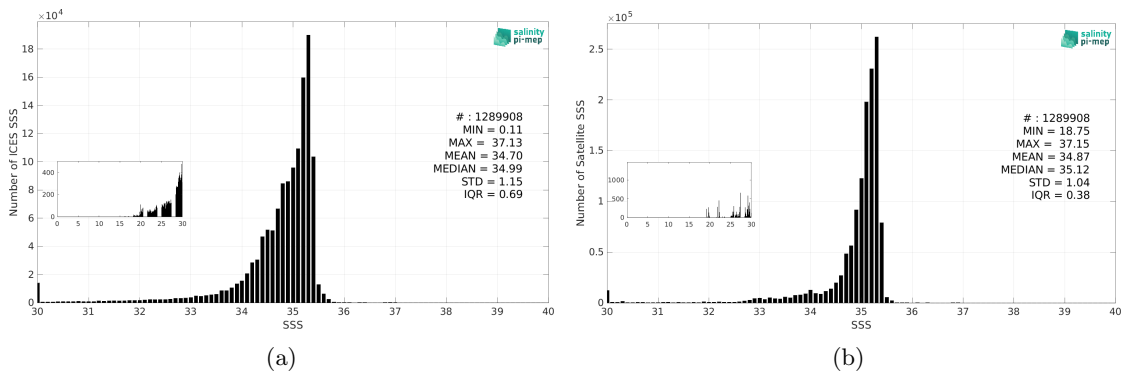 ×10⁴
18
16
14
12
10
8
6
4
2
0
Number of ICES SSS
salinity
pi-mep
# : 1289908
MIN = 0.11
MAX = 37.13
MEAN = 34.70
MEDIAN = 34.99
STD = 1.15
IQR = 0.69
400
200
0
0 5 10 15 20 25 30
30 31 32 33 34 35 36 37 38 39 40
SSS
(a)
×10⁵
2.5
2
1.5
1
0.5
0
Number of Satellite SSS
salinity
pi-mep
# : 1289908
MIN = 18.75
MAX = 37.15
MEAN = 34.87
MEDIAN = 35.12
STD = 1.04
IQR = 0.38
1000
500
0
0 5 10 15 20 25 30
30 31 32 33 34 35 36 37 38 39 40
SSS
(b)